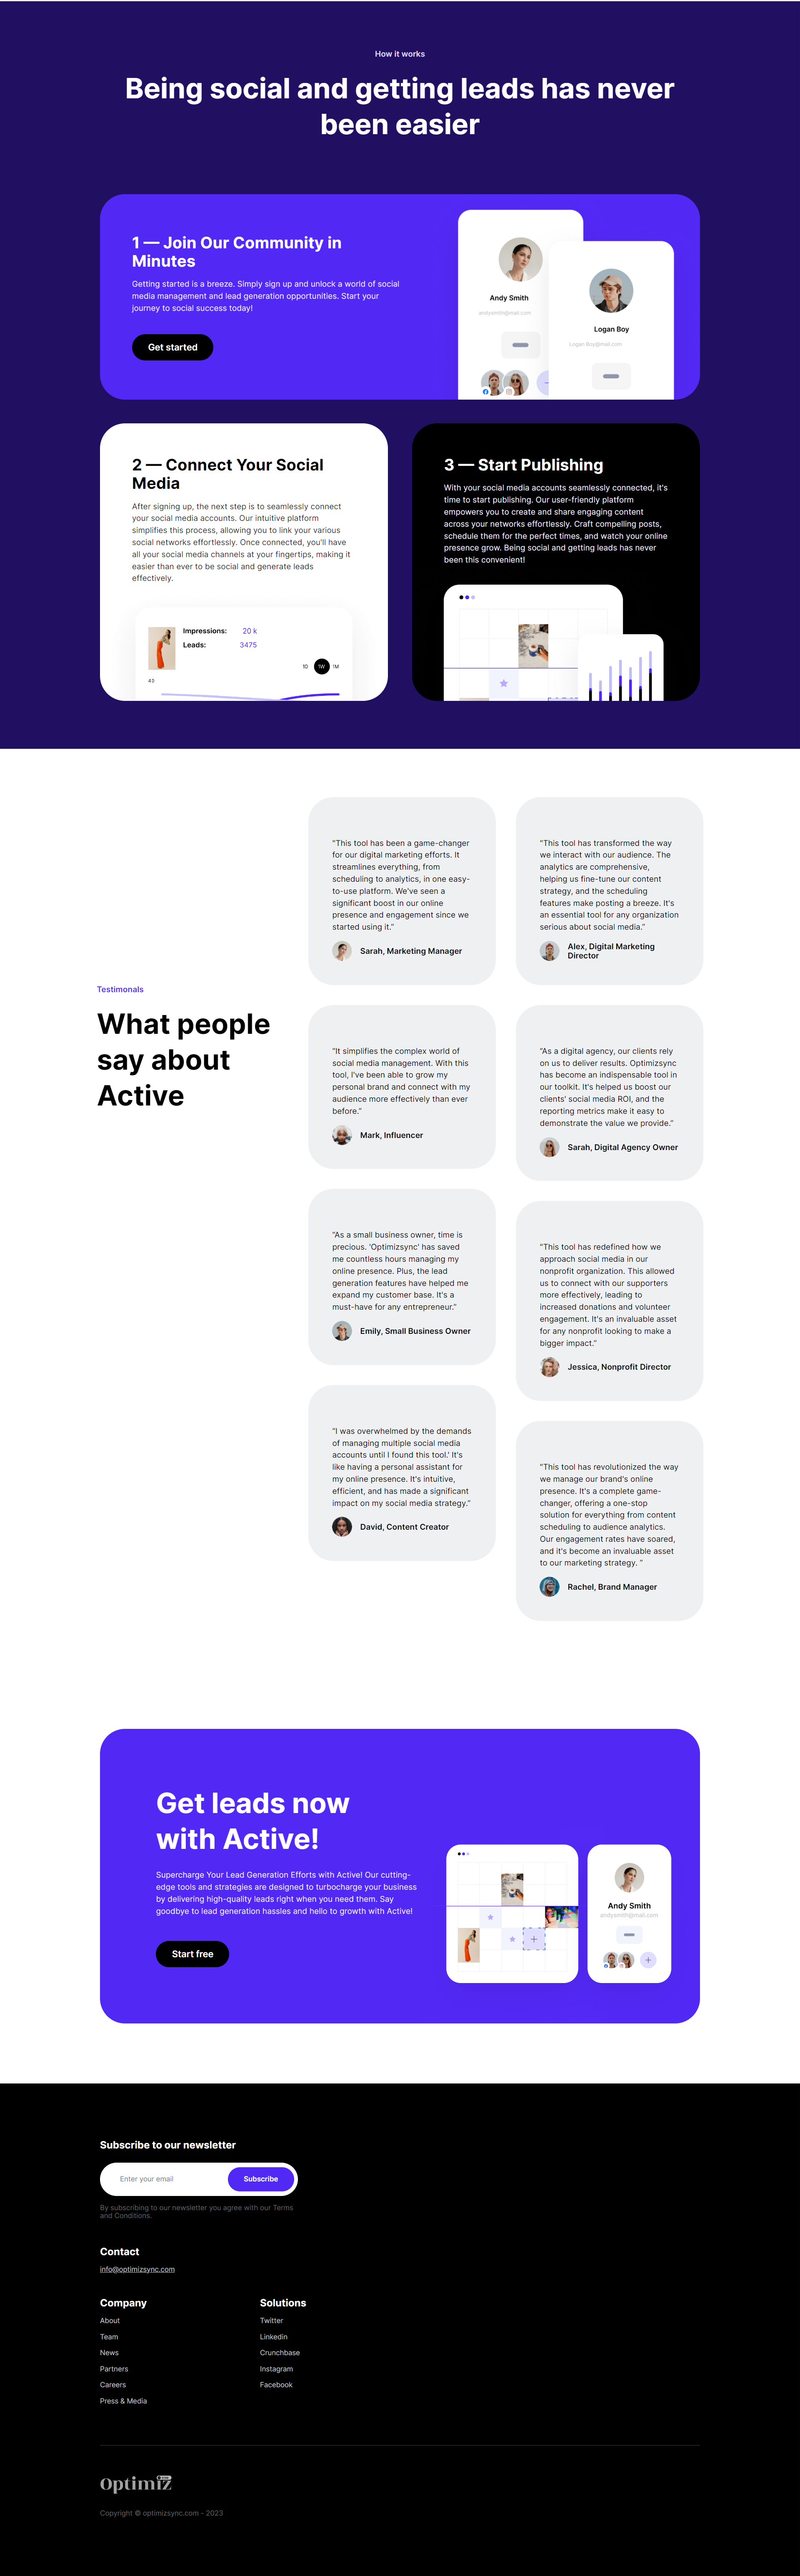 How it works
Being social and getting leads has never
been easier
1 — Join Our Community in
Minutes
Getting started is a breeze. Simply sign up and unlock a world of social
media management and lead generation opportunities. Start your
journey to social success today!
Get started
Andy Smith
andysmith@mail.com
Logan Boy
Logan.Boy@mail.com
2 — Connect Your Social
Media
After signing up, the next step is to seamlessly connect
your social media accounts. Our intuitive platform
simplifies this process, allowing you to link your various
social networks effortlessly. Once connected, you'll have
all your social media channels at your fingertips, making it
easier than ever to be social and generate leads
effectively.
Impressions: 20 k
Leads: 3475
1D 1W 1M
3 — Start Publishing
With your social media accounts seamlessly connected, it's
time to start publishing. Our user-friendly platform
empowers you to create and share engaging content
across your networks effortlessly. Craft compelling posts,
schedule them for the perfect times, and watch your online
presence grow. Being social and getting leads has never
been this convenient!
Testimonals
What people
say about
Active
"This tool has been a game-changer
for our digital marketing efforts. It
streamlines everything, from
scheduling to analytics, in one easy-
to-use platform. We've seen a
significant boost in our online
presence and engagement since we
started using it."
Sarah, Marketing Manager
"It simplifies the complex world of
social media management. With this
tool, I've been able to grow my
personal brand and connect with my
audience more effectively than ever
before."
Mark, Influencer
"As a small business owner, time is
precious. 'Optimizsync' has saved
me countless hours managing my
online presence. Plus, the lead
generation features have helped me
expand my customer base. It's a
must-have for any entrepreneur."
Emily, Small Business Owner
"I was overwhelmed by the demands
of managing multiple social media
accounts until I found this tool.' It's
like having a personal assistant for
my online presence. It's intuitive,
efficient, and has made a significant
impact on my social media strategy."
David, Content Creator
"This tool has transformed the way
we interact with our audience. The
analytics are comprehensive,
helping us fine-tune our content
strategy, and the scheduling
features make posting a breeze. It's
an essential tool for any organization
serious about social media."
Alex, Digital Marketing
Director
"As a digital agency, our clients rely
on us to deliver results. Optimizsync
has become an indispensable tool in
our toolkit. It's helped us boost our
clients' social media ROI, and the
reporting metrics make it easy to
demonstrate the value we provide."
Sarah, Digital Agency Owner
"This tool has redefined how we
approach social media in our
nonprofit organization. This allowed
us to connect with our supporters
more effectively, leading to
increased donations and volunteer
engagement. It's an invaluable asset
for any nonprofit looking to make a
bigger impact."
Jessica, Nonprofit Director
"This tool has revolutionized the way
we manage our brand's online
presence. It's a complete game-
changer, offering a one-stop
solution for everything from content
scheduling to audience analytics.
Our engagement rates have soared,
and it's become an invaluable asset
to our marketing strategy. "
Rachel, Brand Manager
Get leads now
with Active!
Supercharge Your Lead Generation Efforts with Active! Our cutting-
edge tools and strategies are designed to turbocharge your business
by delivering high-quality leads right when you need them. Say
goodbye to lead generation hassles and hello to growth with Active!
Start free
Andy Smith
andysmith@mail.com
Subscribe to our newsletter
Enter your email
Subscribe
By subscribing to our newsletter you agree with our Terms
and Conditions.
Contact
info@optimizsync.com
Company
About
Team
News
Partners
Careers
Press & Media
Solutions
Twitter
Linkedin
Crunchbase
Instagram
Facebook
Optimiz
Copyright © optimizsync.com - 2023